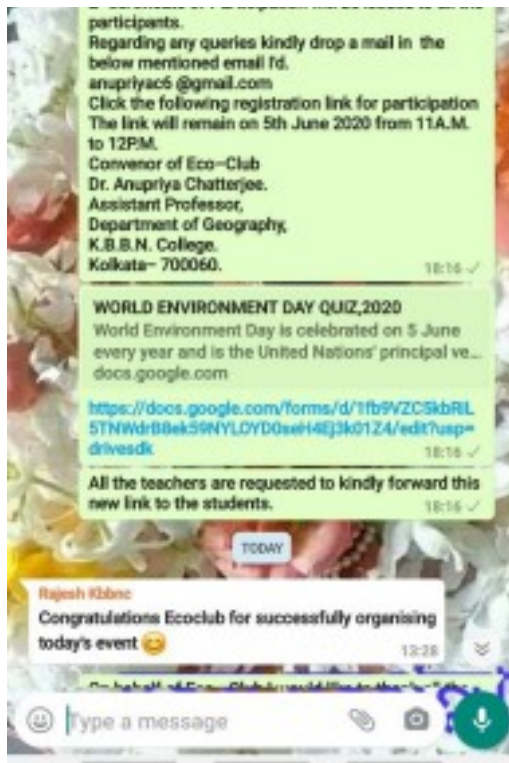 participants.
Regarding any queries kindly drop a mail in the
below mentioned email I'd.
anupriyac6 @gmail.com
Click the following registration link for participation
The link will remain on 5th June 2020 from 11A.M.
to 12P.M.
Convenor of Eco-Club
Dr. Anupriya Chatterjee.
Assistant Professor,
Department of Geography,
K.B.B.N. College.
Kolkata- 700060.
18:16
WORLD ENVIRONMENT DAY QUIZ,2020
World Environment Day is celebrated on 5 June
every year and is the United Nations' principal ve...
docs.google.com
https://docs.google.com/forms/d/
edit?usp=
drivesdk
18:16
All the teachers are requested to kindly forward this
new link to the students.
18:16
TODAY
Rajesh Kbbnc
Congratulations Ecoclub for successfully organising
today's event 😊
13:28
Type a message